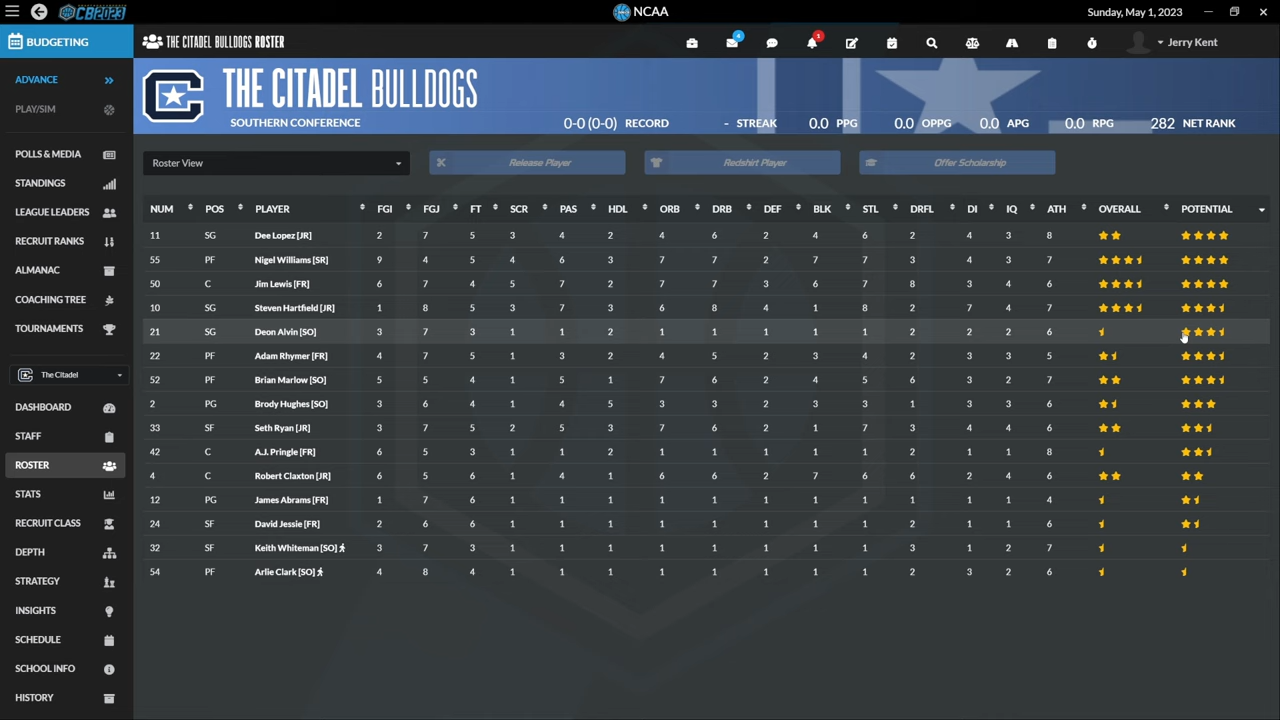 CB2023 NCAA Sunday, May 1, 2023
BUDGETING THE CITADEL BULLDOGS ROSTER 4 1 Jerry Kent
ADVANCE
PLAY/SIM
THE CITADEL BULLDOGS
SOUTHERN CONFERENCE 0-0 (0-0) RECORD - STREAK 0.0 PPG 0.0 OPPG 0.0 APG 0.0 RPG 282 NET RANK
POLLS & MEDIA
STANDINGS
LEAGUE LEADERS
RECRUIT RANKS
ALMANAC
COACHING TREE
TOURNAMENTS
The Citadel
DASHBOARD
STAFF
ROSTER
STATS
RECRUIT CLASS
DEPTH
STRATEGY
INSIGHTS
SCHEDULE
SCHOOL INFO
HISTORY
Roster View Release Player Redshirt Player Offer Scholarship
NUM POS PLAYER FGI FGJ FT SCR PAS HDL ORB DRB DEF BLK STL DRFL DI IQ ATH OVERALL POTENTIAL
11 SG Dee Lopez [JR] 2 7 5 3 4 2 4 6 2 4 6 2 4 3 8
55 PF Nigel Williams [SR] 9 4 5 4 6 3 7 7 2 7 7 3 4 3 7
50 C Jim Lewis [FR] 6 7 4 5 7 2 7 7 3 6 7 8 3 4 6
10 SG Steven Hartfield [JR] 1 8 5 3 7 3 6 8 4 1 8 2 7 4 7
21 SG Deon Alvin [SO] 3 7 3 1 1 2 1 1 1 1 1 2 2 2 6
22 PF Adam Rhymer [FR] 4 7 5 1 3 2 4 5 2 3 4 2 3 3 5
52 PF Brian Marlow [SO] 5 5 4 1 5 1 7 6 2 4 5 6 3 2 7
2 PG Brody Hughes [SO] 3 6 4 1 4 5 3 3 2 3 3 1 3 3 6
33 SF Seth Ryan [JR] 3 7 5 2 5 3 7 6 2 1 7 3 4 4 6
42 C A.J. Pringle [FR] 6 5 3 1 1 2 1 1 1 1 1 2 1 1 8
4 C Robert Claxton [JR] 6 5 6 1 4 1 6 6 2 7 6 6 2 4 6
12 PG James Abrams [FR] 1 7 6 1 1 1 1 1 1 1 1 1 1 1 4
24 SF David Jessie [FR] 2 6 6 1 1 1 1 1 1 1 1 2 1 1 6
32 SF Keith Whiteman [SO] 3 7 3 1 1 1 1 1 1 1 1 3 1 2 7
54 PF Arlie Clark [SO] 4 8 4 1 1 1 1 1 1 1 1 2 3 2 6